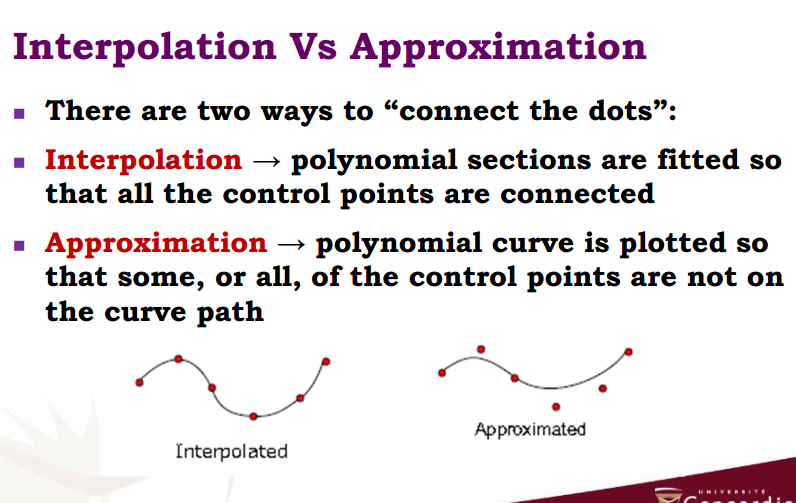 Interpolation Vs Approximation
There are two ways to “connect the dots”:
Interpolation → polynomial sections are fitted so
that all the control points are connected
Approximation → polynomial curve is plotted so
that some, or all, of the control points are not on
the curve path
Interpolated
Approximated
UNIVERSITÉ